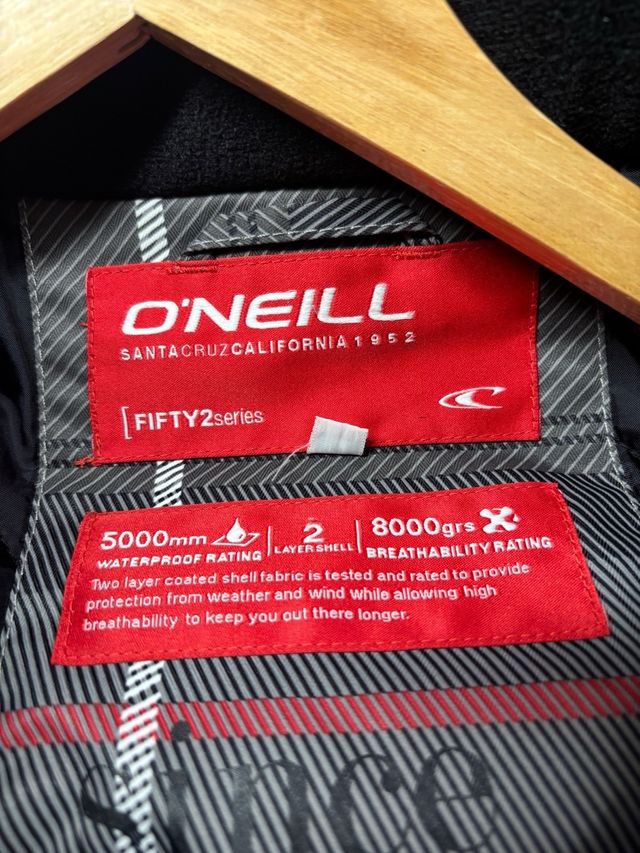 O'NEILL
SANTACRUZCALIFORNIA1952
[FIFTY2series
5000mm
WATERPROOF RATING
2
LAYER SHELL
8000grs
BREATHABILITY RATING
Two layer coated shell fabric is tested and rated to provide
protection from weather and wind while allowing high
breathability to keep you out there longer.
since